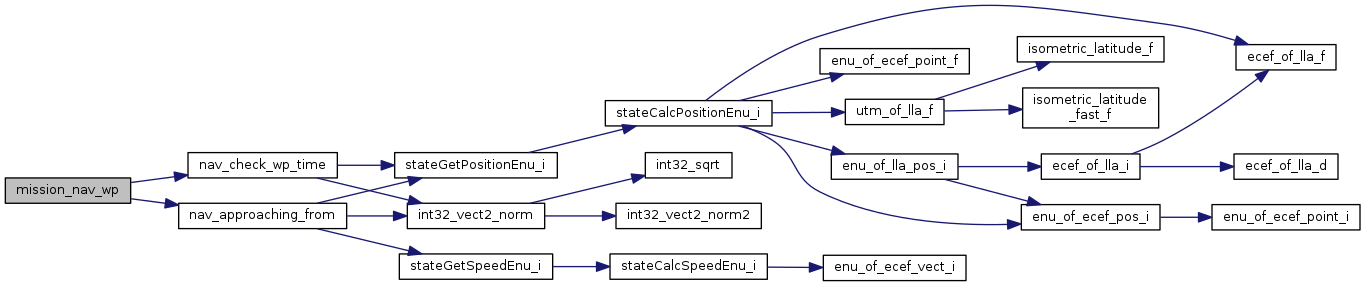 mission_nav_wp
nav_check_wp_time
nav_approaching_from
stateGetPositionEnu_i
int32_vect2_norm
stateGetSpeedEnu_i
stateCalcPositionEnu_i
int32_sqrt
int32_vect2_norm2
stateCalcSpeedEnu_i
enu_of_ecef_point_f
utm_of_lla_f
enu_of_lla_pos_i
enu_of_ecef_vect_i
isometric_latitude_f
isometric_latitude
_fast_f
ecef_of_lla_i
enu_of_ecef_pos_i
ecef_of_lla_f
ecef_of_lla_d
enu_of_ecef_point_i